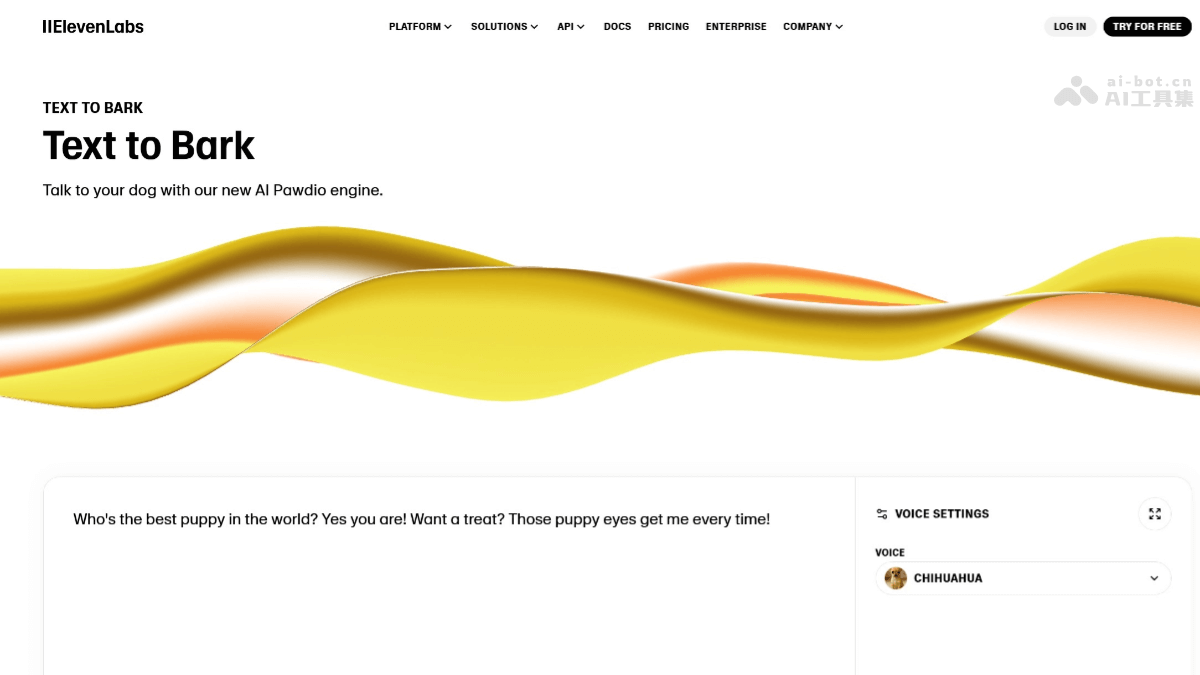 IIElevenLabs
PLATFORM SOLUTIONS API DOCS PRICING ENTERPRISE COMPANY
LOG IN TRY FOR FREE
ai-bot.cn
AI工具集
TEXT TO BARK
Text to Bark
Talk to your dog with our new AI Pawdio engine.
Who's the best puppy in the world? Yes you are! Want a treat? Those puppy eyes get me every time!
VOICE SETTINGS
VOICE
CHIHUAHUA